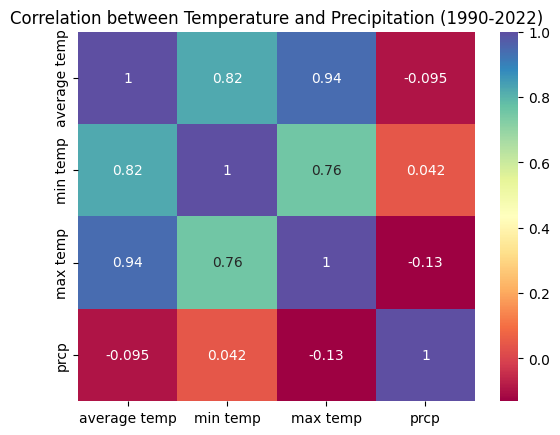 Correlation between Temperature and Precipitation (1990-2022)
average temp
1
0.82
0.94
-0.095
min temp
0.82
1
0.76
0.042
max temp
0.94
0.76
1
-0.13
prcp
-0.095
0.042
-0.13
1
average temp
min temp
max temp
prcp
1.0
0.8
0.6
0.4
0.2
0.0